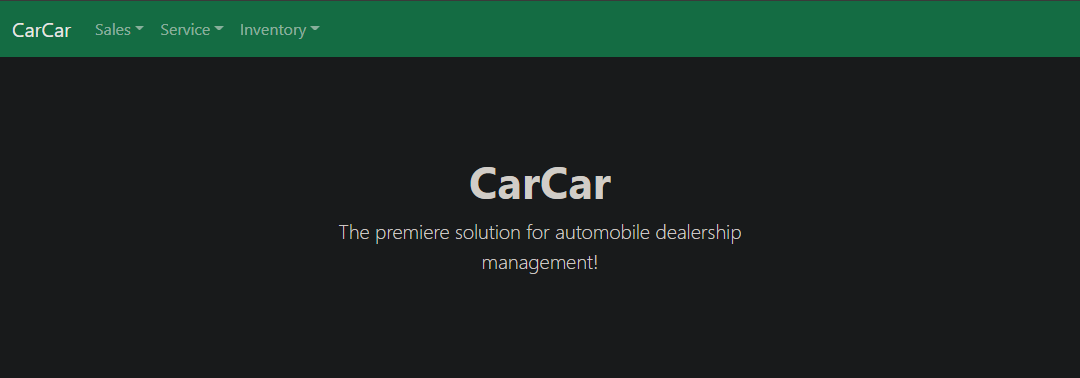 CarCar Sales Service Inventory
CarCar
The premiere solution for automobile dealership
management!